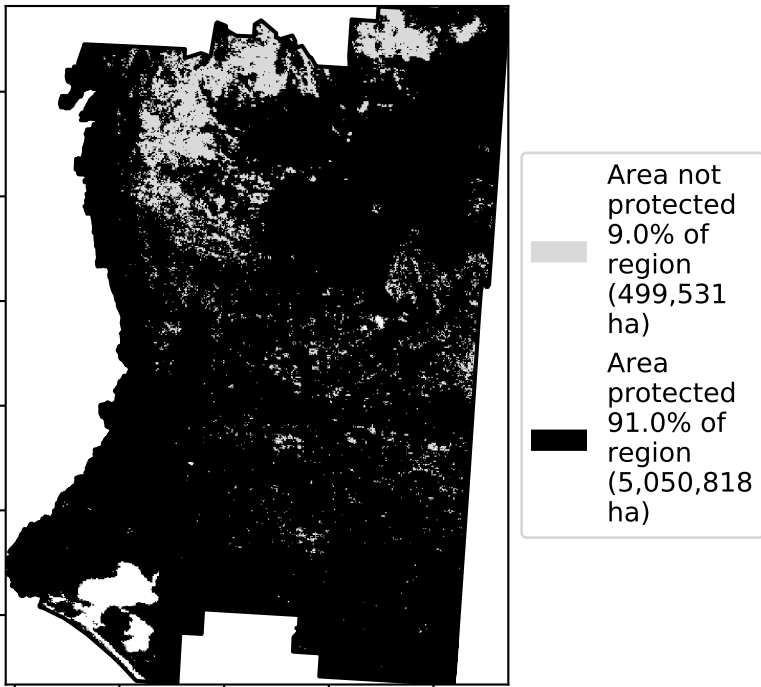 Area not
protected
9.0% of
region
(499,531
ha)
Area
protected
91.0% of
region
(5,050,818
ha)